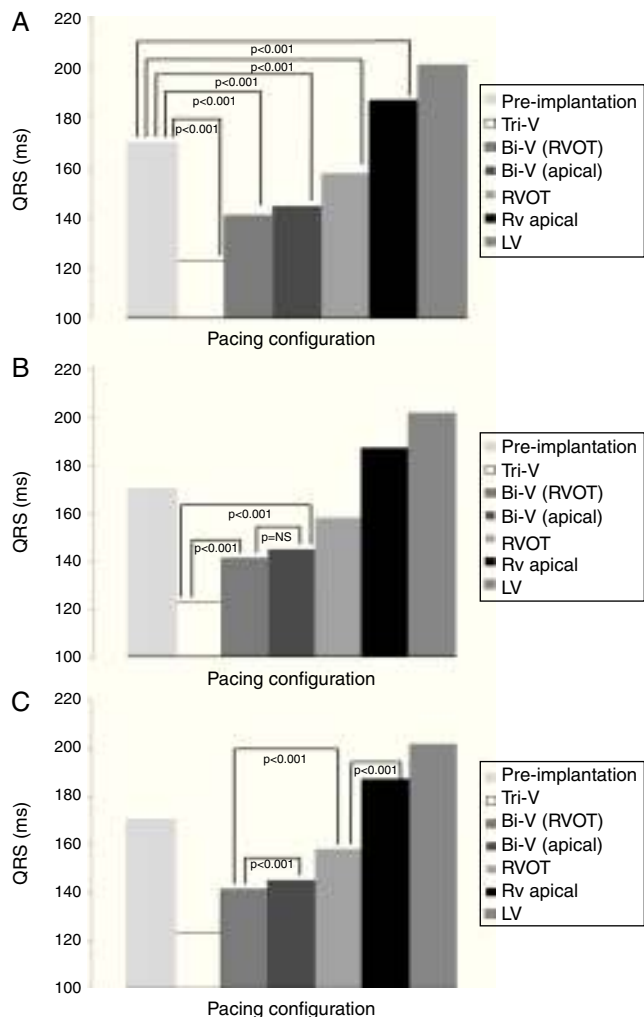 A
220
200
180
160
140
120
100
QRS (ms)
p<0.001
p<0.001
p<0.001
p<0.001
p<0.001
Pre-implantation
Tri-V
Bi-V (RVOT)
Bi-V (apical)
RVOT
Rv apical
LV
Pacing configuration
B
220
200
180
160
140
120
100
QRS (ms)
p<0.001
p=NS
p<0.001
Pre-implantation
Tri-V
Bi-V (RVOT)
Bi-V (apical)
RVOT
Rv apical
LV
Pacing configuration
C
220
200
180
160
140
120
100
QRS (ms)
p<0.001
p<0.001
p<0.001
Pre-implantation
Tri-V
Bi-V (RVOT)
Bi-V (apical)
RVOT
Rv apical
LV
Pacing configuration